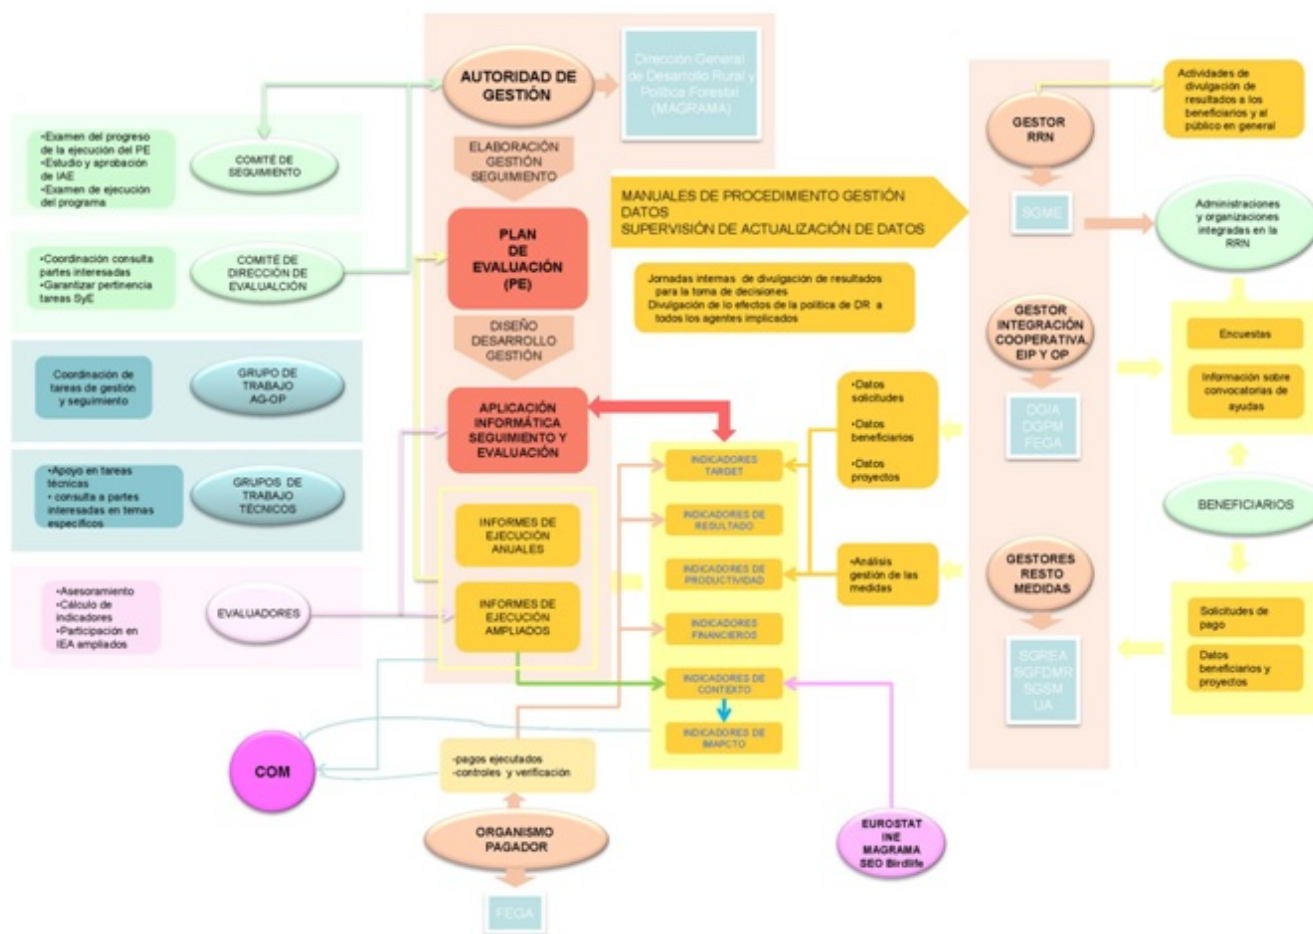 AUTORIDAD DE
GESTIÓN
Dirección General
de Desarrollo Rural y
Política Forestal
(MAGRAMA)
ELABORACIÓN
GESTIÓN
SEGUIMIENTO
•Examen del progreso
de la ejecución del PE
•Estudio y aprobación
de IAE
•Examen de ejecución
del programa
COMITÉ DE
SEGUIMIENTO
•Coordinación consulta
partes interesadas
•Garantizar pertinencia
tareas SyE
COMITÉ DE
DIRECCIÓN DE
EVALUALCIÓN
Coordinación de
tareas de gestión
y seguimiento
GRUPO DE
TRABAJO
AG-OP
•Apoyo en tareas
técnicas
• consulta a partes
interesadas en temas
específicos
GRUPOS DE
TRABAJO
TÉCNICOS
•Asesoramiento
•Cálculo de
indicadores
•Participación en
IEA ampliados
EVALUADORES
PLAN
DE
EVALUACIÓN
(PE)
DISEÑO
DESARROLLO
GESTIÓN
APLICACIÓN
INFORMÁTICA
SEGUIMIENTO Y
EVALUACIÓN
INFORMES DE
EJECUCIÓN
ANUALES
INFORMES DE
EJECUCIÓN
AMPLIADOS
MANUALES DE PROCEDIMIENTO GESTIÓN
DATOS
SUPERVISIÓN DE ACTUALIZACIÓN DE DATOS
Jornadas internas de divulgación de resultados
para la toma de decisiones
Divulgación de lo efectos de la política de DR a
todos los agentes implicados
INDICADORES
TARGET
INDICADORES DE
RESULTADO
INDICADORES
DE PRODUCTIVIDAD
INDICADORES
FINANCIEROS
INDICADORES DE
CONTEXTO
INDICADORES DE
IMAPCTO
•Datos
solicitudes
•Datos
beneficiarios
•Datos
proyectos
•Análisis
gestión de las
medidas
GESTOR
RRN
SGME
GESTOR
INTEGRACIÓN
COOPERATIVA,
EIP Y OP
DGIA
DGPM
FEGA
GESTORES
RESTO
MEDIDAS
SGREA
SGFDMR
SGSM
UA
Actividades de
divulgación de
resultados a los
beneficiarios y al
público en general
Administraciones
y organizaciones
integradas en la
RRN
Encuestas
Información sobre
convocatorias de
ayudas
BENEFICIARIOS
Solicitudes de
pago
Datos
beneficiarios y
proyectos
COM
-pagos ejecutados
-controles y verificación
ORGANISMO
PAGADOR
FEGA
EUROSTAT
INE
MAGRAMA
SEO Birdlife